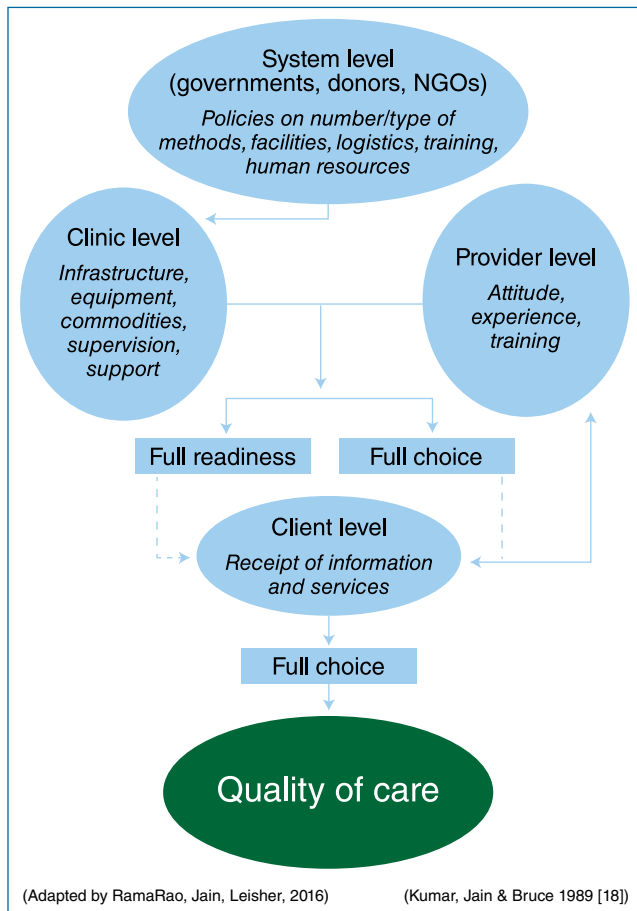 System level
(governments, donors, NGOs)
Policies on number/type of
methods, facilities, logistics, training,
human resources
Clinic level
Infrastructure,
equipment,
commodities,
supervision,
support
Provider level
Attitude,
experience,
training
Full readiness
Full choice
Client level
Receipt of information
and services
Full choice
Quality of care
(Adapted by RamaRao, Jain, Leisher, 2016)
(Kumar, Jain & Bruce 1989 [18])